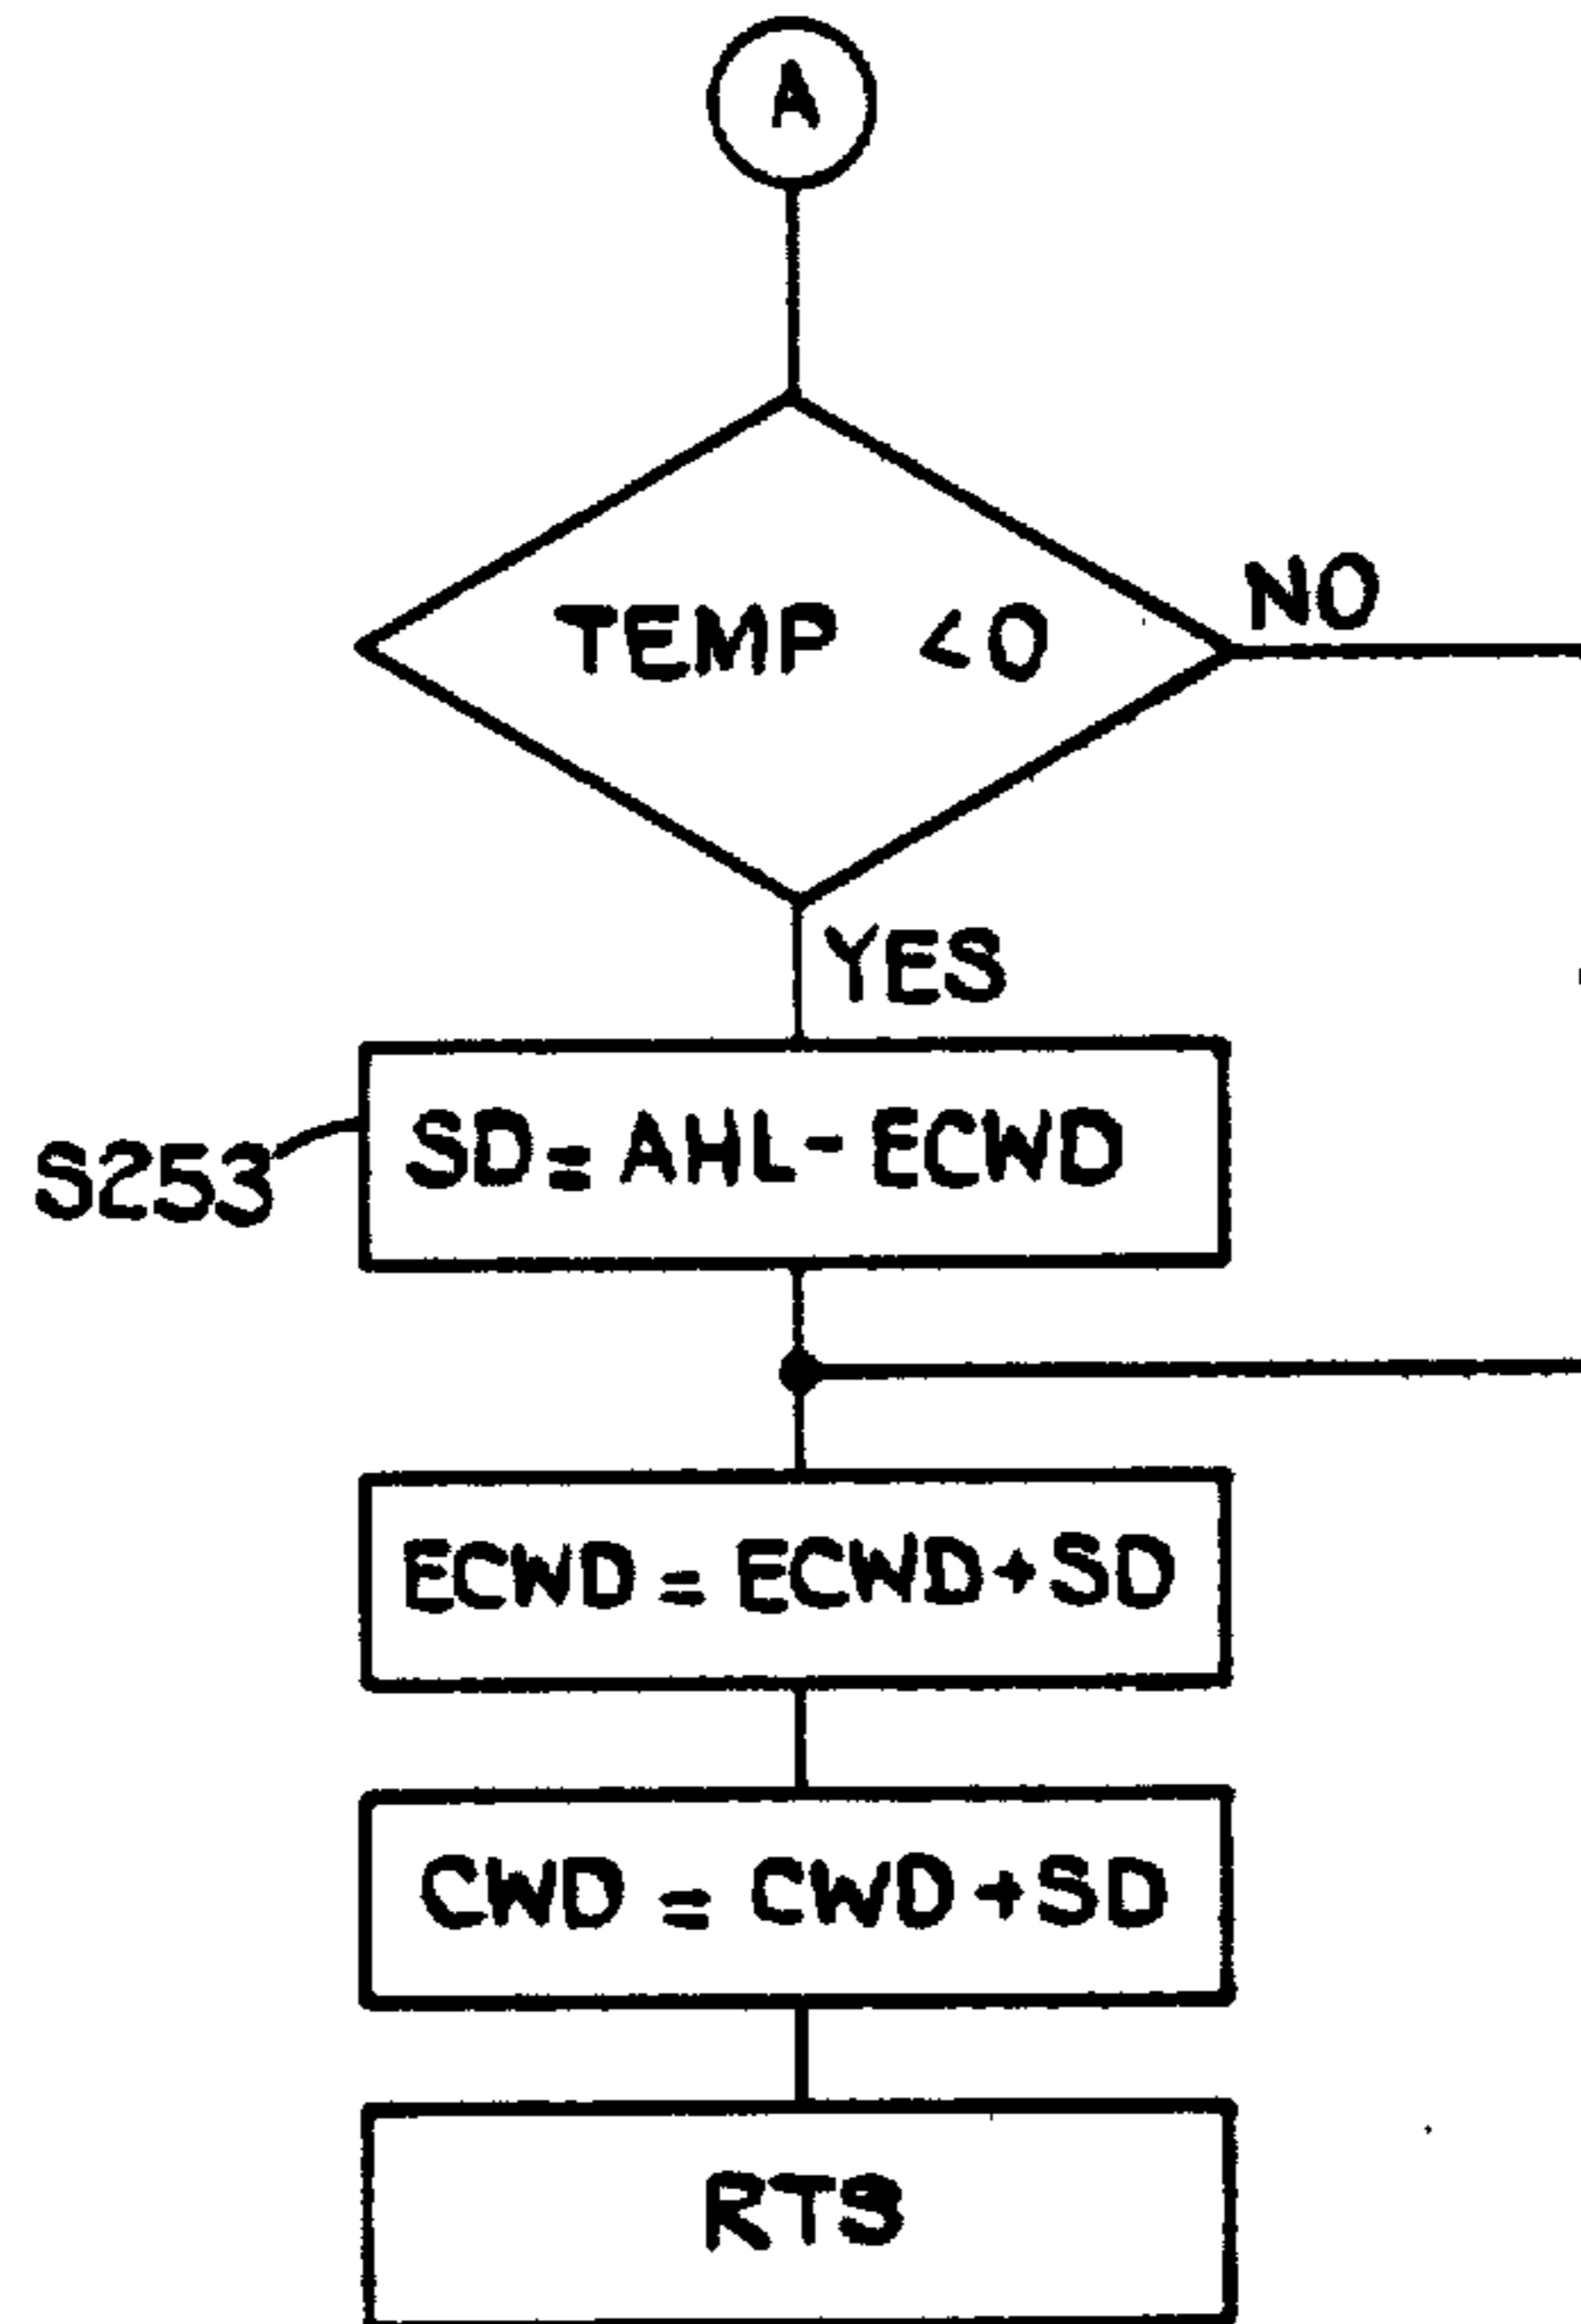 A
TEMP <0
NO
YES
S253
SD= AHL- ECWD
ECWD = ECWD+SD
CWD = CWD+SD
RTS